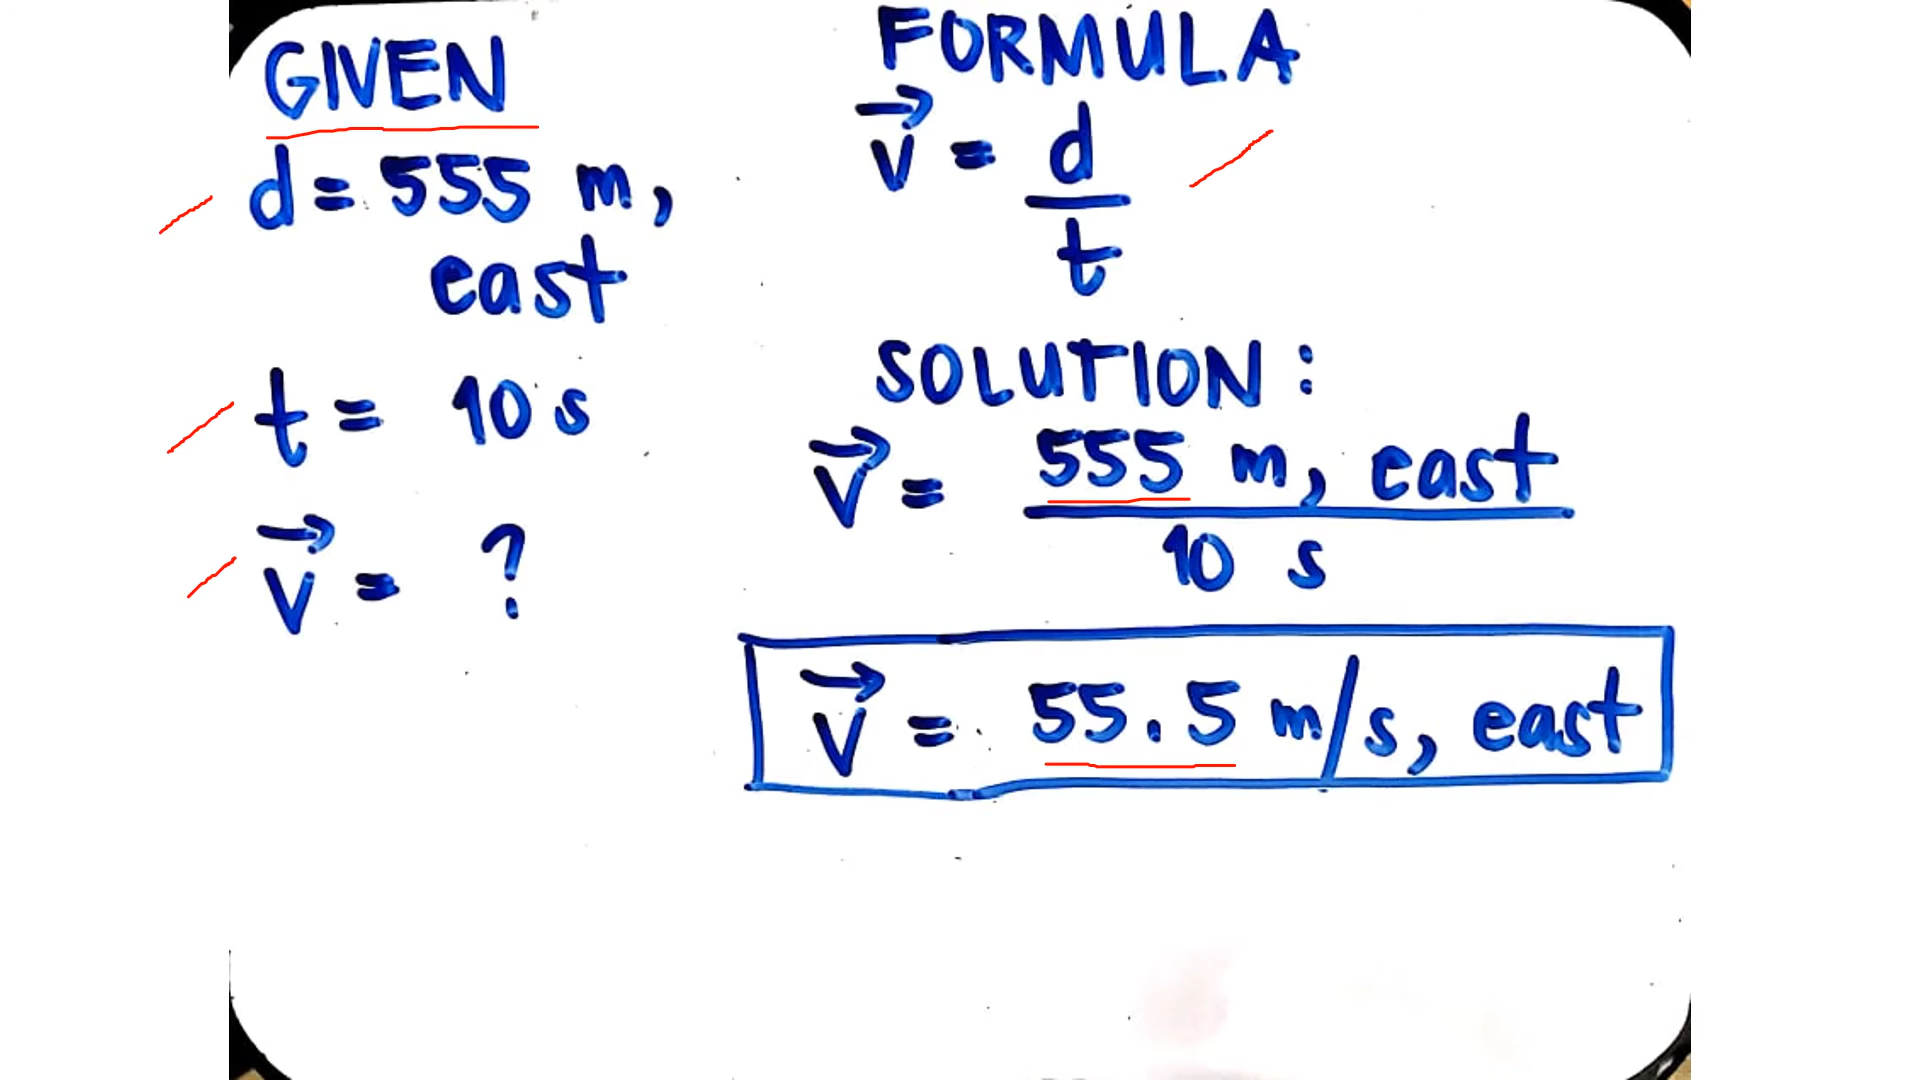 GIVEN
d = 555 m,
east
t = 10 s
v = ?
FORMULA
v = d
t
SOLUTION:
v = 555 m, east
10 s
v = 55.5 m/s, east